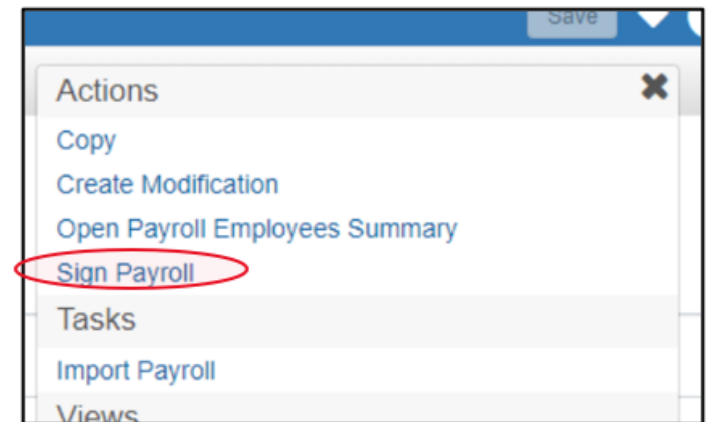 Save
Actions
Copy
Create Modification
Open Payroll Employees Summary
Sign Payroll
Tasks
Import Payroll
Views